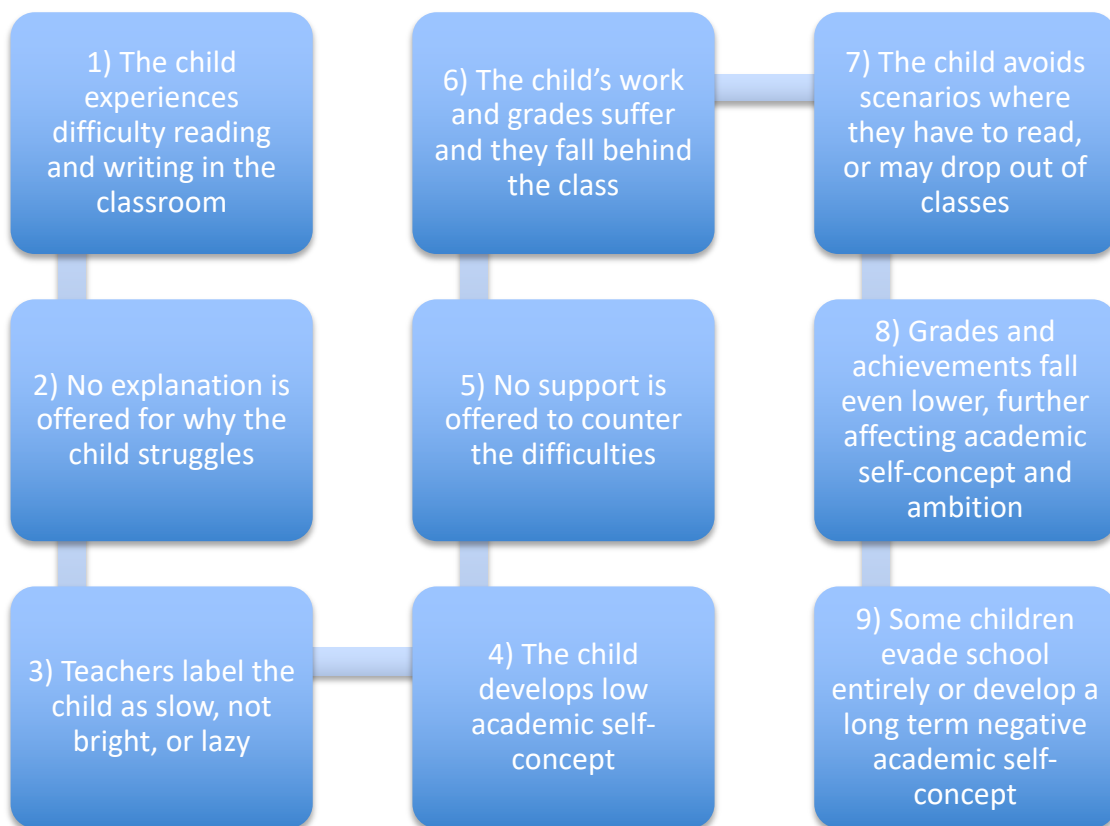 1) The child
experiences
difficulty reading
and writing in the
classroom
2) No explanation is
offered for why the
child struggles
3) Teachers label the
child as slow, not
bright, or lazy
4) The child
develops low
academic self-
concept
5) No support is
offered to counter
the difficulties
6) The child’s work
and grades suffer
and they fall behind
the class
7) The child avoids
scenarios where
they have to read,
or may drop out of
classes
8) Grades and
achievements fall
even lower, further
affecting academic
self-concept and
ambition
9) Some children
evade school
entirely or develop a
long term negative
academic self-
concept